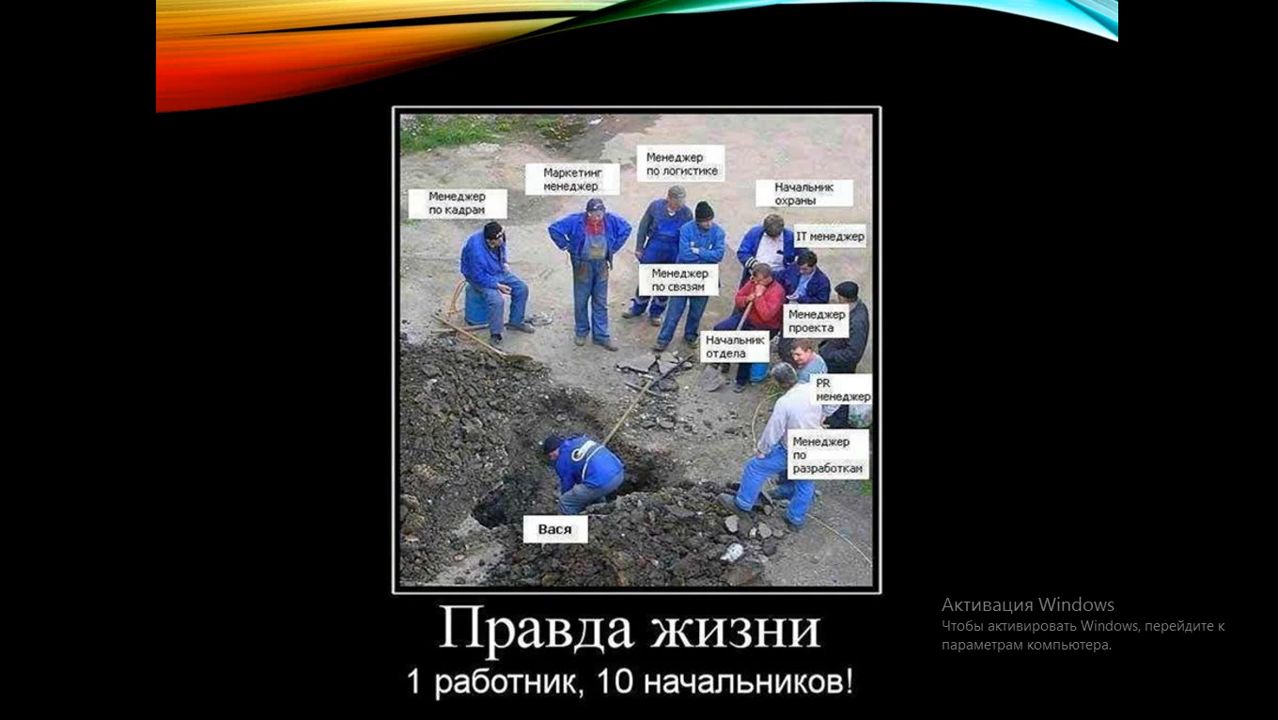 Менеджер
по логистике
Маркетинг
менеджер
Начальник
охраны
Менеджер
по кадрам
IT менеджер
Менеджер
по связям
Менеджер
проекта
Начальник
отдела
PR
менеджер
Менеджер
по
разработкам
Вася
Правда жизни
1 работник, 10 начальников!
Активация Windows
Чтобы активировать Windows, перейдите к
параметрам компьютера.